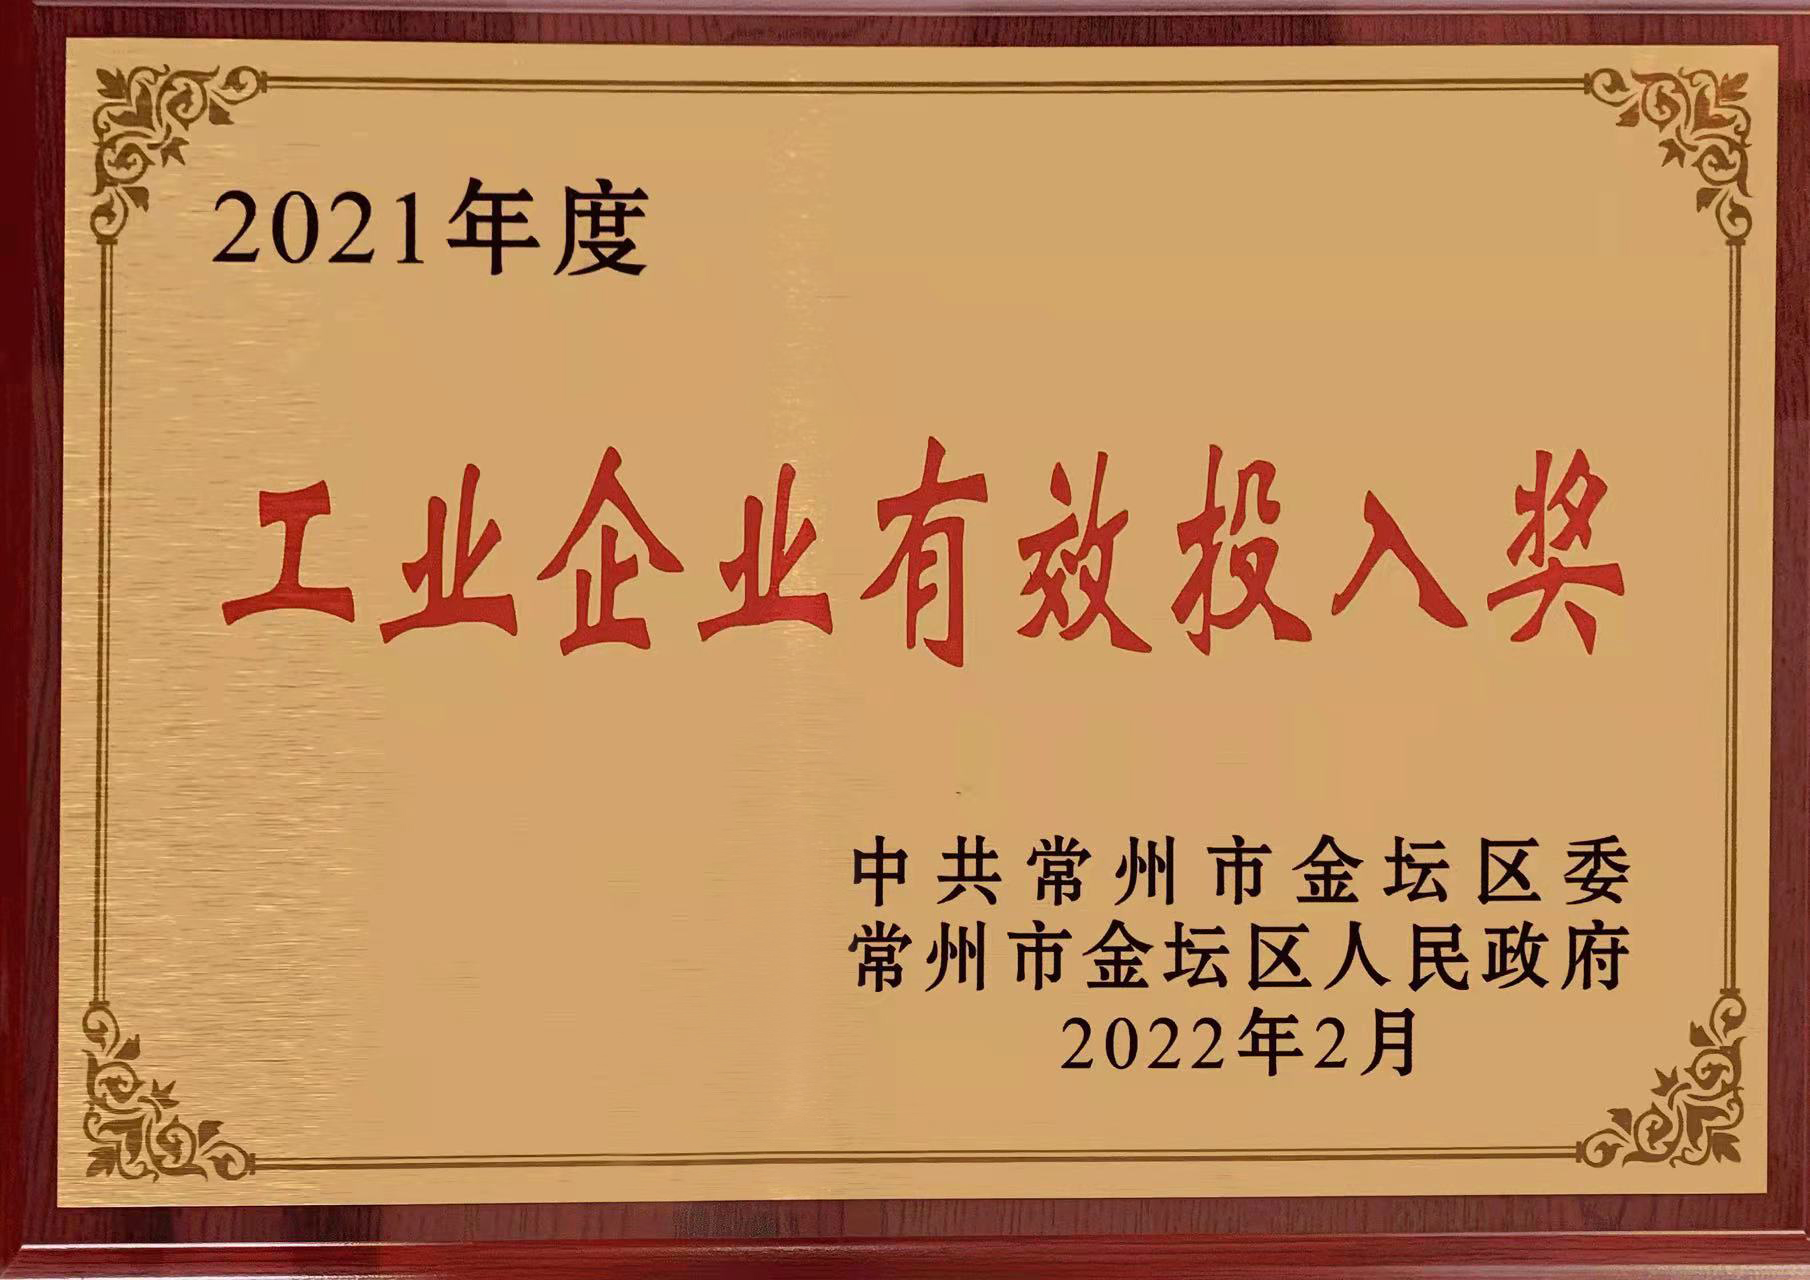 2021年度
工业企业有效投入奖
中共常州市金坛区委
常州市金坛区人民政府
2022年2月